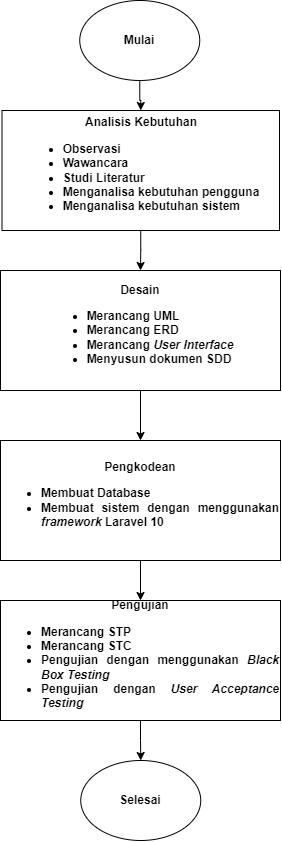 Mulai
Analisis Kebutuhan
• Observasi
• Wawancara
• Studi Literatur
• Menganalisa kebutuhan pengguna
• Menganalisa kebutuhan sistem
Desain
• Merancang UML
• Merancang ERD
• Merancang User Interface
• Menyusun dokumen SDD
Pengkodean
• Membuat Database
• Membuat sistem dengan menggunakan
framework Laravel 10
Pengujian
• Merancang STP
• Merancang STC
• Pengujian dengan menggunakan Black
Box Testing
• Pengujian dengan User Acceptance
Testing
Selesai